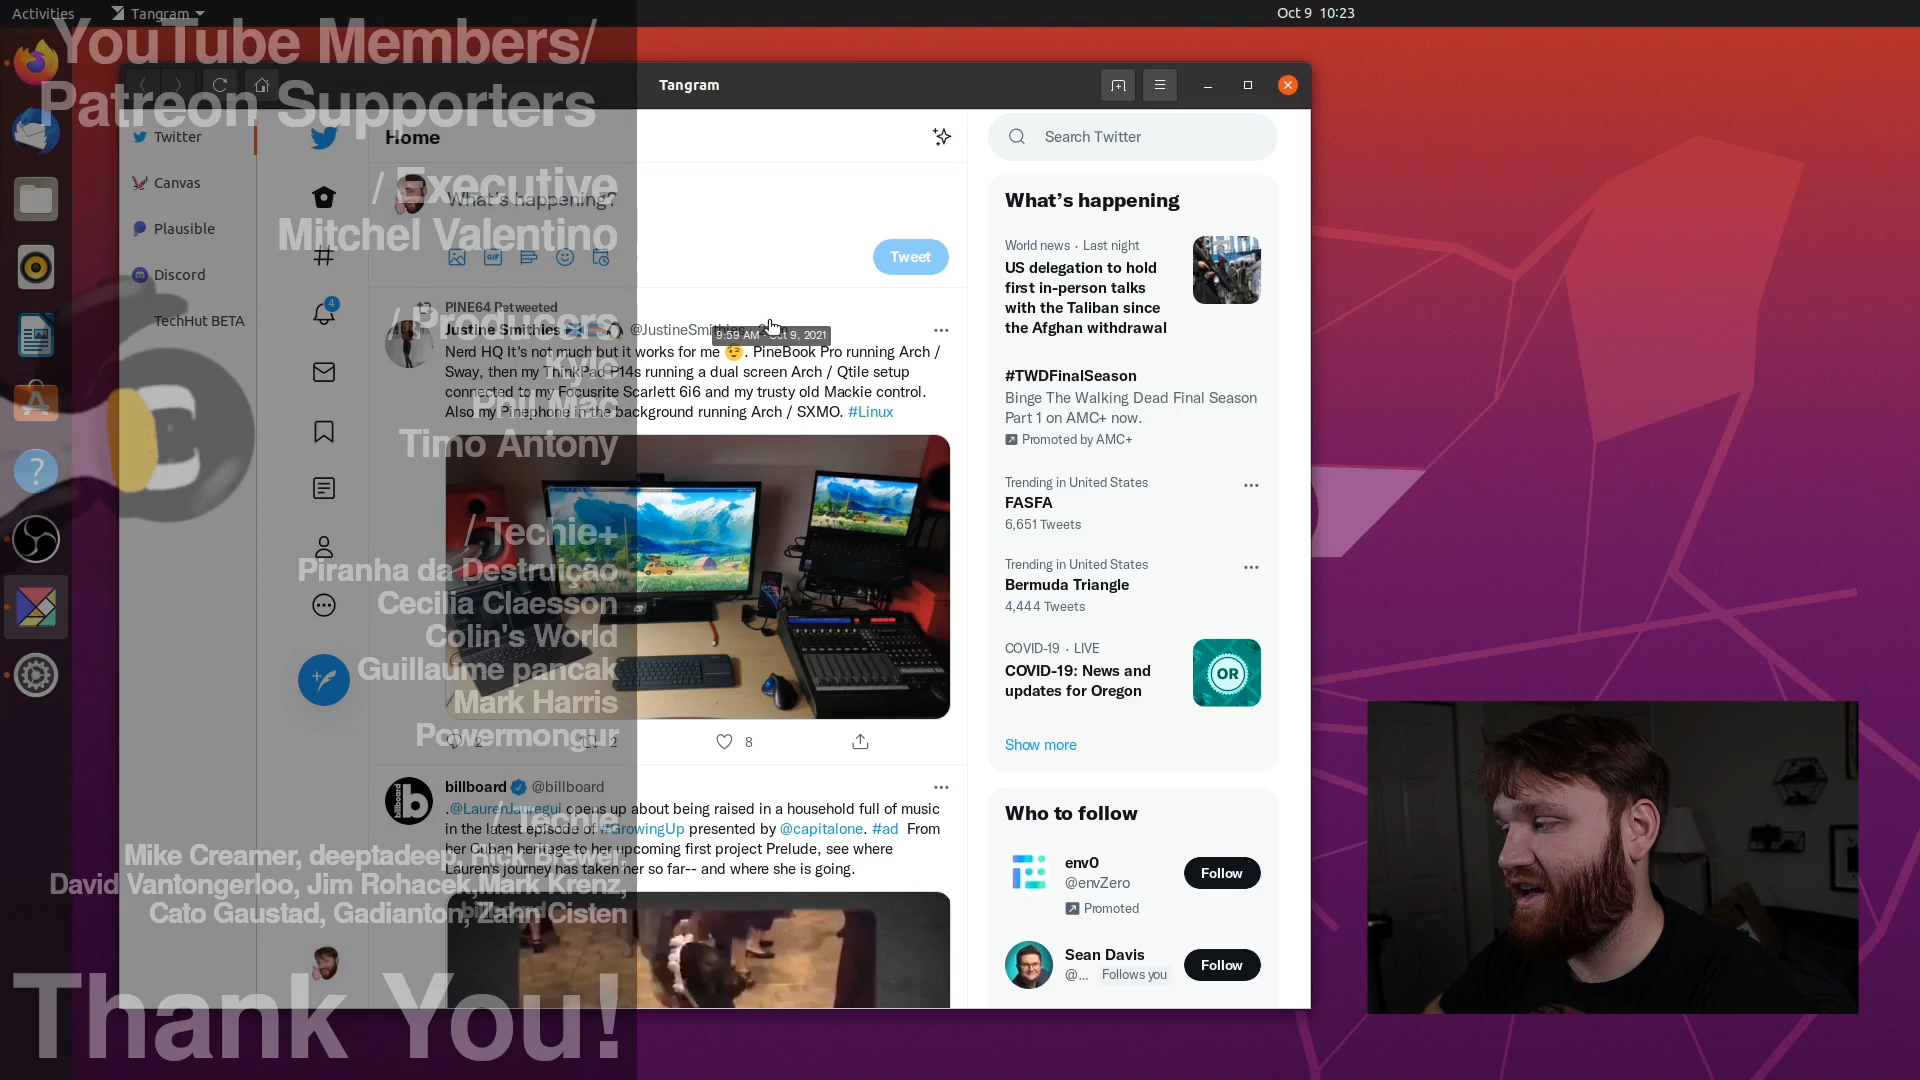 Activities
Tangram
Oct 9 10:23
YouTube Members/
Patreon Supporters
/ Executive
Mitchel Valentino
/ Producers
Kyle
Phil Mac
Timo Antony
/ Techie+
Piranha da Destruição
Cecilia Claesson
Colin's World
Guillaume pancak
Mark Harris
Powermongur
/ Techie
Mike Creamer, deeptadeep, Rick Brewer,
David Vantongerloo, Jim Rohacek, Mark Krenz,
Cato Gaustad, Gadianton, Zahn Cisten
Thank You!
Tangram
Twitter
Canvas
Plausible
Discord
TechHut BETA
4
Home
What's happening?
GIF
Tweet
PINE64 Retweeted
Justine Smithies @JustineSmithies
9:59 AM · Oct 9, 2021
Nerd HQ It's not much but it works for me 😉. PineBook Pro running Arch /
Sway, then my ThinkPad P14s running a dual screen Arch / Qtile setup
connected to my Focusrite Scarlett 6i6 and my trusty old Mackie control.
Also my Pinephone in the background running Arch / SXMO. #Linux
2 2 8
billboard @billboard
.@LaurenJauregui opens up about being raised in a household full of music
in the latest episode of #GrowingUp presented by @capitalone. #ad From
her Cuban heritage to her upcoming first project Prelude, see where
Lauren's journey has taken her so far-- and where she is going.
billboard
Search Twitter
What's happening
World news · Last night
US delegation to hold
first in-person talks
with the Taliban since
the Afghan withdrawal
#TWDFinalSeason
Binge The Walking Dead Final Season
Part 1 on AMC+ now.
Promoted by AMC+
Trending in United States
FASFA
6,651 Tweets
Trending in United States
Bermuda Triangle
4,444 Tweets
COVID-19 · LIVE
COVID-19: News and
updates for Oregon
OR
Show more
Who to follow
env0
@envZero
Follow
Promoted
Sean Davis
@... Follows you
Follow